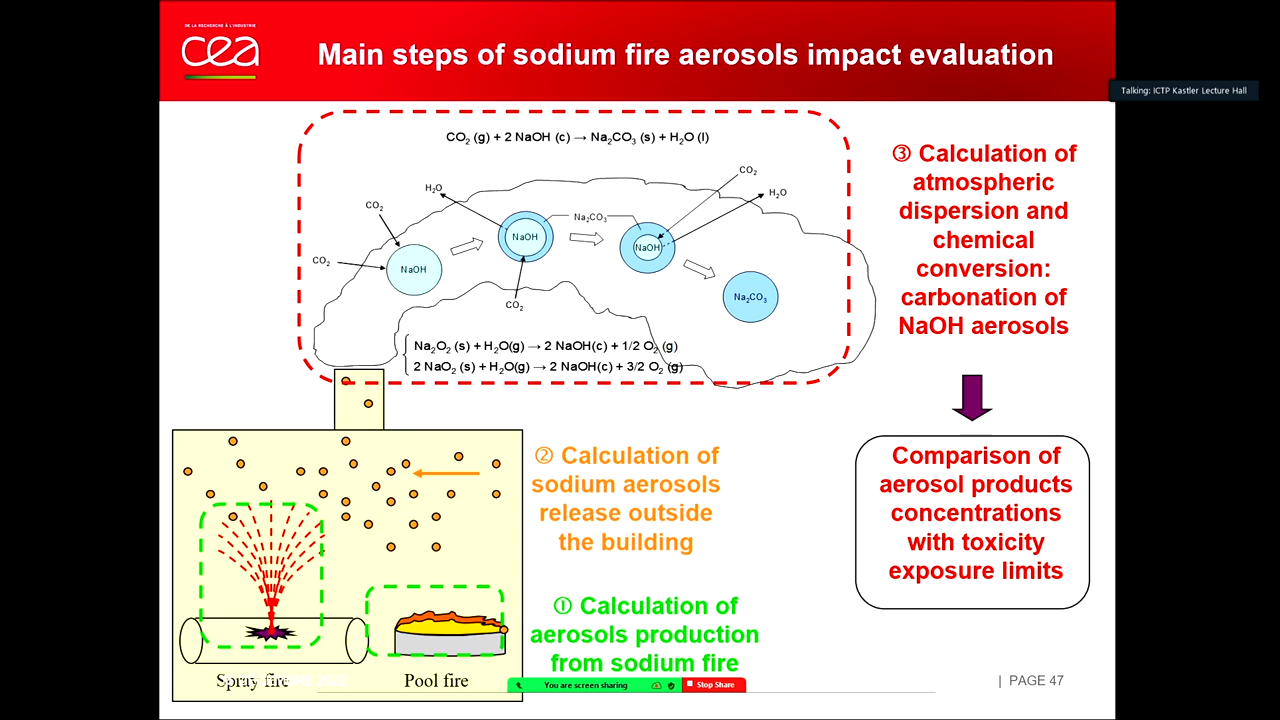 DE LA RECHERCHE À L'INDUSTRIE
cea
Main steps of sodium fire aerosols impact evaluation
Talking: ICTP Kastler Lecture Hall
CO₂ (g) + 2 NaOH (c) → Na₂CO₃ (s) + H₂O (l)
CO₂
H₂O
H₂O
CO₂
Na₂CO₃
NaOH
NaOH
CO₂
NaOH
Na₂CO₃
CO₂
Na₂O₂ (s) + H₂O(g) → 2 NaOH(c) + 1/2 O₂ (g)
2 NaO₂ (s) + H₂O(g) → 2 NaOH(c) + 3/2 O₂ (g)
③ Calculation of
atmospheric
dispersion and
chemical
conversion:
carbonation of
NaOH aerosols
Comparison of
aerosol products
concentrations
with toxicity
exposure limits
② Calculation of
sodium aerosols
release outside
the building
① Calculation of
aerosols production
from sodium fire
Spray fire
Pool fire
You are screen sharing
Stop Share
| PAGE 47